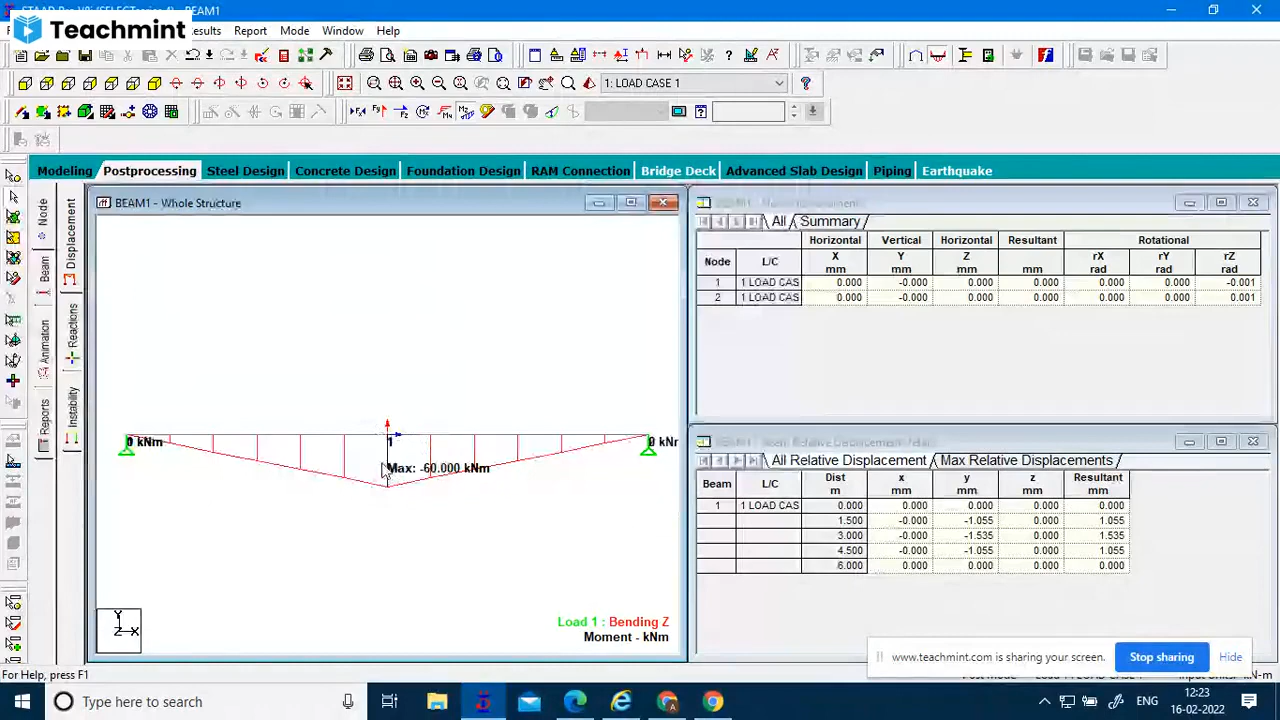 STAAD.Pro V8i (SELECTseries 4) - BEAM1
Teachmint
Results Report Mode Window Help
1: LOAD CASE 1
Modeling Postprocessing Steel Design Concrete Design Foundation Design RAM Connection Bridge Deck Advanced Slab Design Piping Earthquake
Node
Beam
Animation
Reports
Displacement
Reactions
Instability
BEAM1 - Whole Structure
0 kNm
1
0 kNr
Max: -60.000 kNm
Y
Z X
Load 1 : Bending Z
Moment - kNm
All Summary
Horizontal Vertical Horizontal Resultant Rotational
Node L/C X mm Y mm Z mm mm rX rad rY rad rZ rad
1 1 LOAD CAS 0.000 -0.000 0.000 0.000 0.000 0.000 -0.001
2 1 LOAD CAS 0.000 -0.000 0.000 0.000 0.000 0.000 0.001
All Relative Displacement Max Relative Displacements
Beam L/C Dist m x mm y mm z mm Resultant mm
1 1 LOAD CAS 0.000 0.000 0.000 0.000 0.000
1.500 -0.000 -1.055 0.000 1.055
3.000 -0.000 -1.535 0.000 1.535
4.500 -0.000 -1.055 0.000 1.055
6.000 0.000 0.000 0.000 0.000
www.teachmint.com is sharing your screen. Stop sharing Hide
For Help, press F1
Type here to search
ENG
12:23
16-02-2022